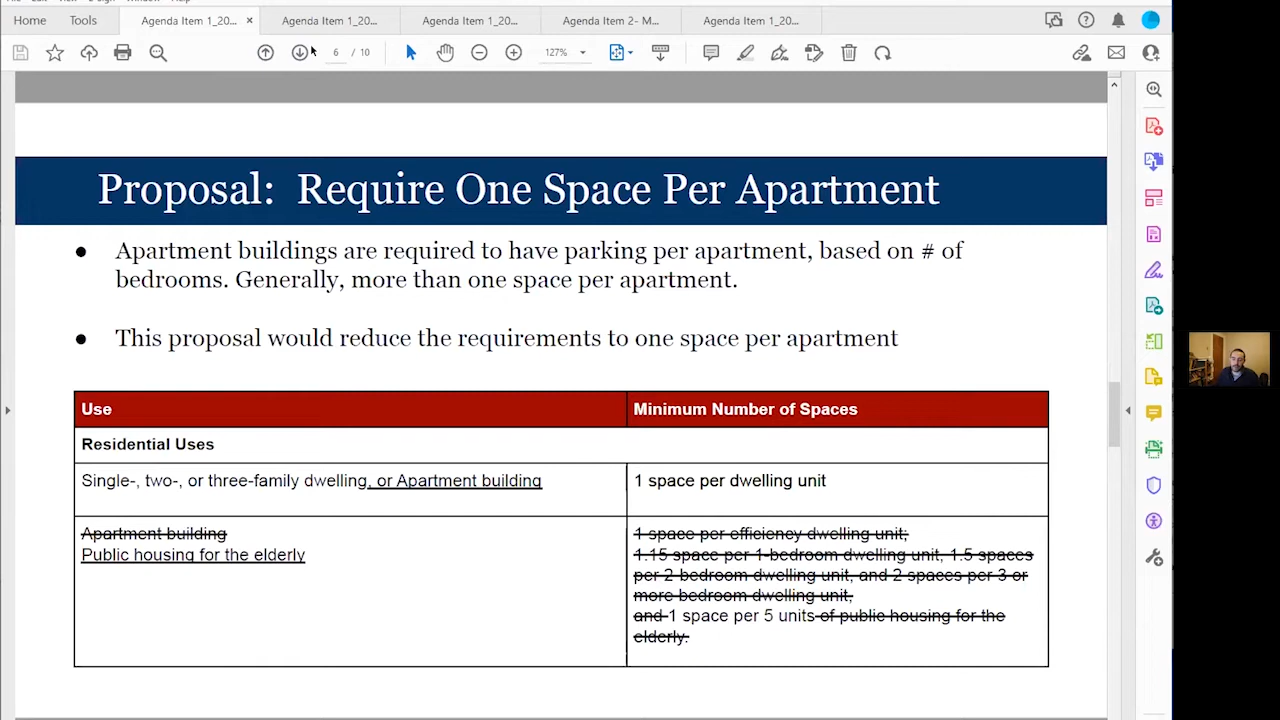 Home Tools Agenda Item 1_20... × Agenda Item 1_20... Agenda Item 1_20... Agenda Item 2- M... Agenda Item 1_20...
6 / 10 127%
Proposal: Require One Space Per Apartment
● Apartment buildings are required to have parking per apartment, based on # of
bedrooms. Generally, more than one space per apartment.
● This proposal would reduce the requirements to one space per apartment
Use Minimum Number of Spaces
Residential Uses
Single-, two-, or three-family dwelling, or Apartment building 1 space per dwelling unit
Apartment building
Public housing for the elderly
1 space per efficiency dwelling unit;
1.15 space per 1-bedroom dwelling unit, 1.5 spaces
per 2-bedroom dwelling unit, and 2 spaces per 3 or
more bedroom dwelling unit,
and 1 space per 5 units of public housing for the
elderly.